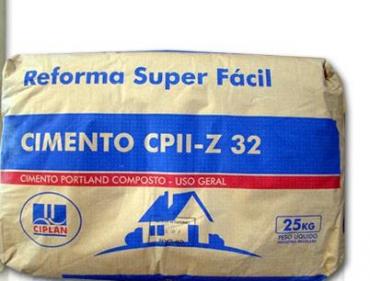 Reforma Super Fácil
CIMENTO CPII-Z 32
CIMENTO PORTLAND COMPOSTO - USO GERAL
CIPLAN
25KG
PESO LÍQUIDO